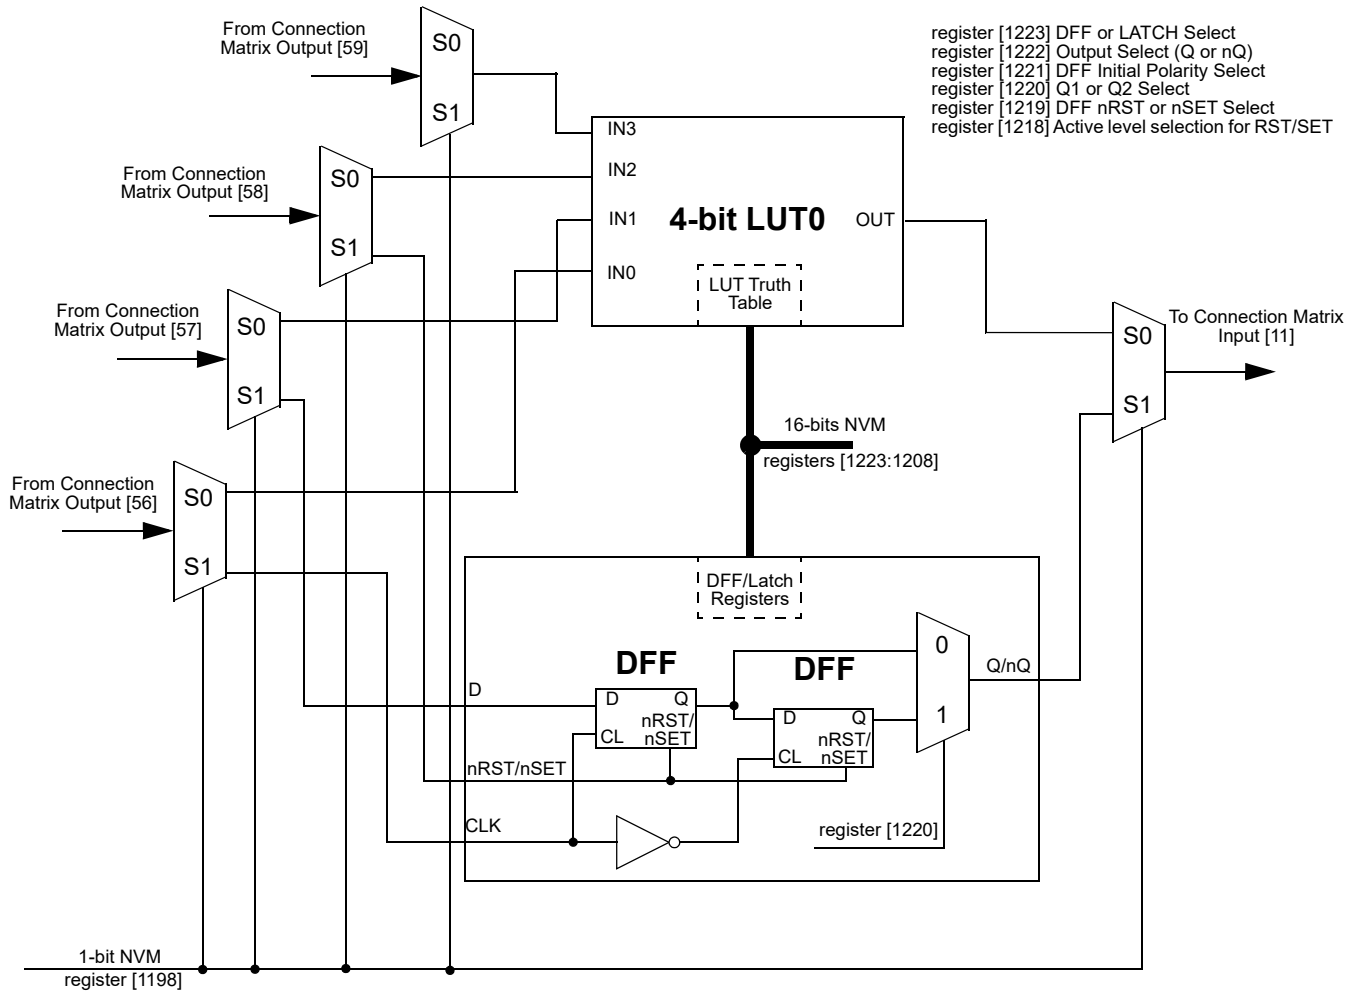 From Connection
Matrix Output [59]
S0
S1
register [1223] DFF or LATCH Select
register [1222] Output Select (Q or nQ)
register [1221] DFF Initial Polarity Select
register [1220] Q1 or Q2 Select
register [1219] DFF nRST or nSET Select
register [1218] Active level selection for RST/SET
From Connection
Matrix Output [58]
S0
S1
IN3
IN2
IN1
IN0
4-bit LUT0
OUT
LUT Truth
Table
From Connection
Matrix Output [57]
S0
S1
To Connection Matrix
Input [11]
S0
S1
16-bits NVM
registers [1223:1208]
From Connection
Matrix Output [56]
S0
S1
DFF/Latch
Registers
DFF
DFF
D
D
Q
nRST/
nSET
CL
D
Q
nRST/
nSET
CL
0
1
Q/nQ
nRST/nSET
CLK
register [1220]
1-bit NVM
register [1198]